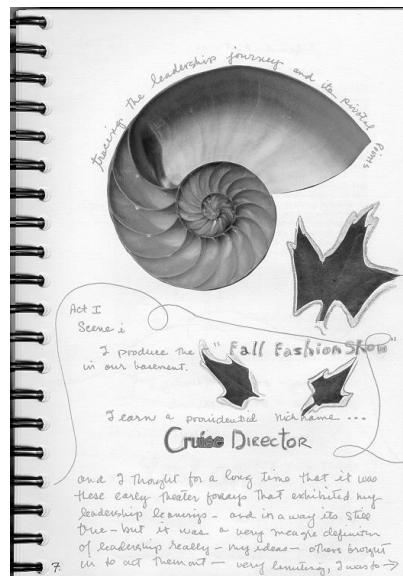 tracing the leadership journey and its pivotal points
Act I
Scene i
I produce the "Fall Fashion Show"
in our basement.
I earn a providential nickname ...
Cruise Director
and I thought for a long time that it was
these early theater forays that exhibited my
leadership leanings - and in a way its still
true - but it was a very meagre definition
of leadership really - my ideas - others brought
in to act them out - very limiting, I was to →
7.